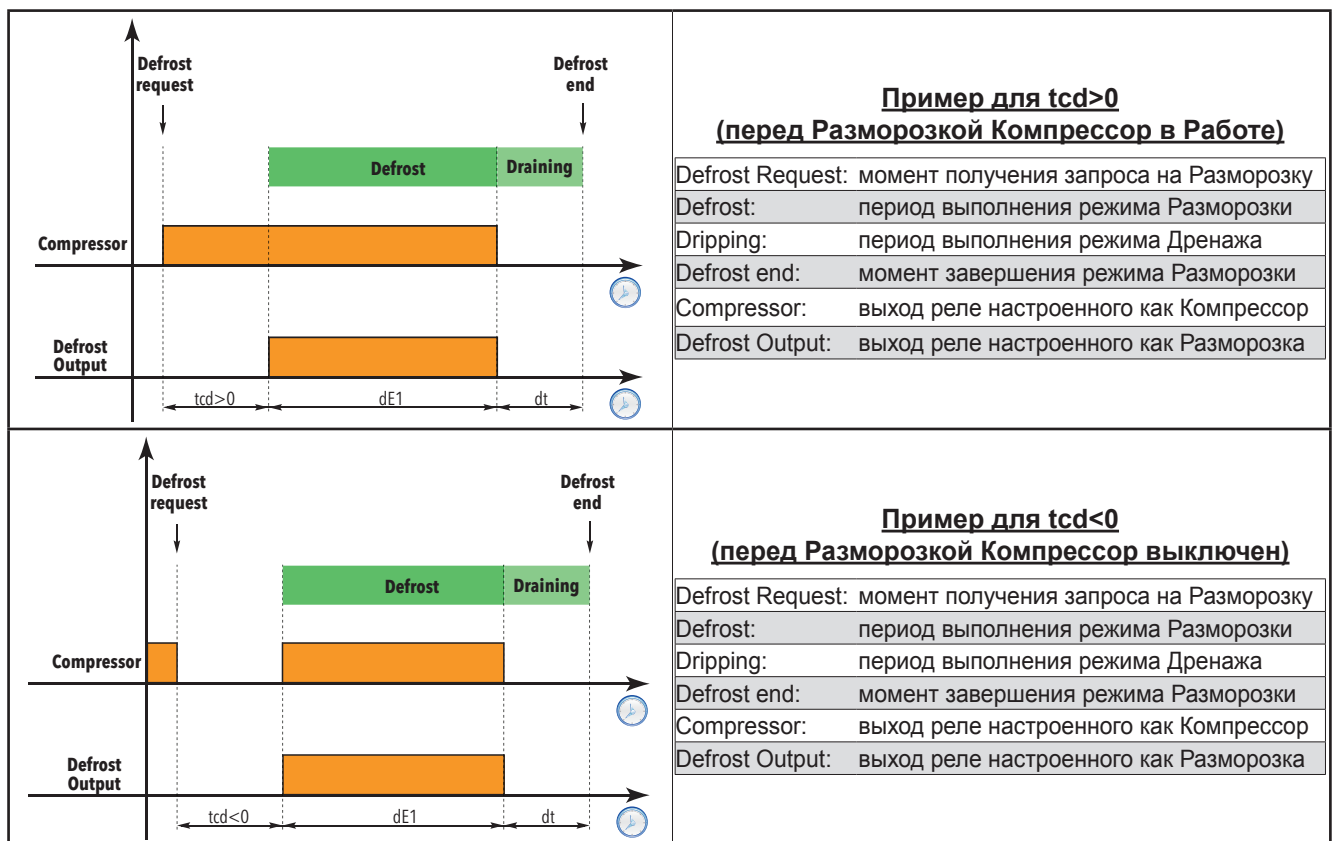 Defrost
request
Defrost
end
Defrost
Draining
Compressor
Defrost
Output
tcd>0
dE1
dt
Пример для tcd>0
(перед Разморозкой Компрессор в Работе)
Defrost Request: момент получения запроса на Разморозку
Defrost: период выполнения режима Разморозки
Dripping: период выполнения режима Дренажа
Defrost end: момент завершения режима Разморозки
Compressor: выход реле настроенного как Компрессор
Defrost Output: выход реле настроенного как Разморозка
Defrost
request
Defrost
end
Defrost
Draining
Compressor
Defrost
Output
tcd<0
dE1
dt
Пример для tcd<0
(перед Разморозкой Компрессор выключен)
Defrost Request: момент получения запроса на Разморозку
Defrost: период выполнения режима Разморозки
Dripping: период выполнения режима Дренажа
Defrost end: момент завершения режима Разморозки
Compressor: выход реле настроенного как Компрессор
Defrost Output: выход реле настроенного как Разморозка